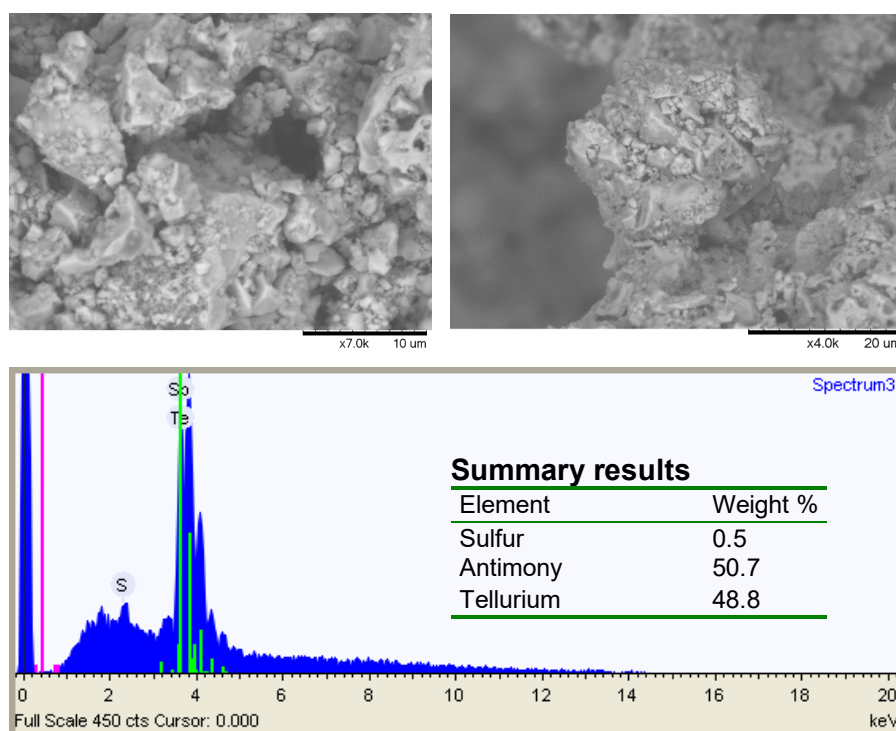 x7.0k 10 um
x4.0k 20 um
Spectrum3
Sb
Te
S
Summary results
Element Weight %
Sulfur 0.5
Antimony 50.7
Tellurium 48.8
0 2 4 6 8 10 12 14 16 18 20
Full Scale 450 cts Cursor: 0.000 keV